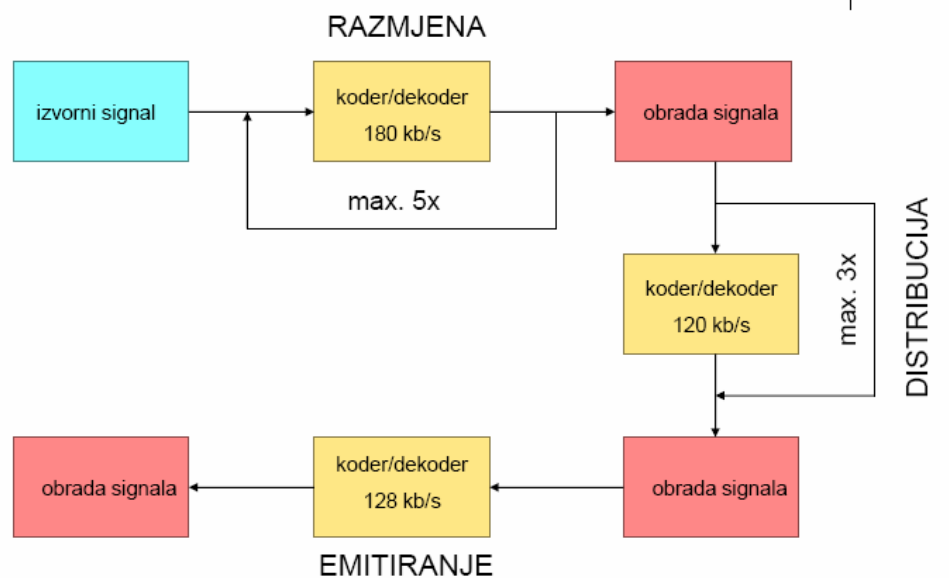 RAZMJENA
izvorni signal
koder/dekoder
180 kb/s
obrada signala
max. 5x
koder/dekoder
120 kb/s
max. 3x
DISTRIBUCIJA
obrada signala
koder/dekoder
128 kb/s
obrada signala
EMITIRANJE